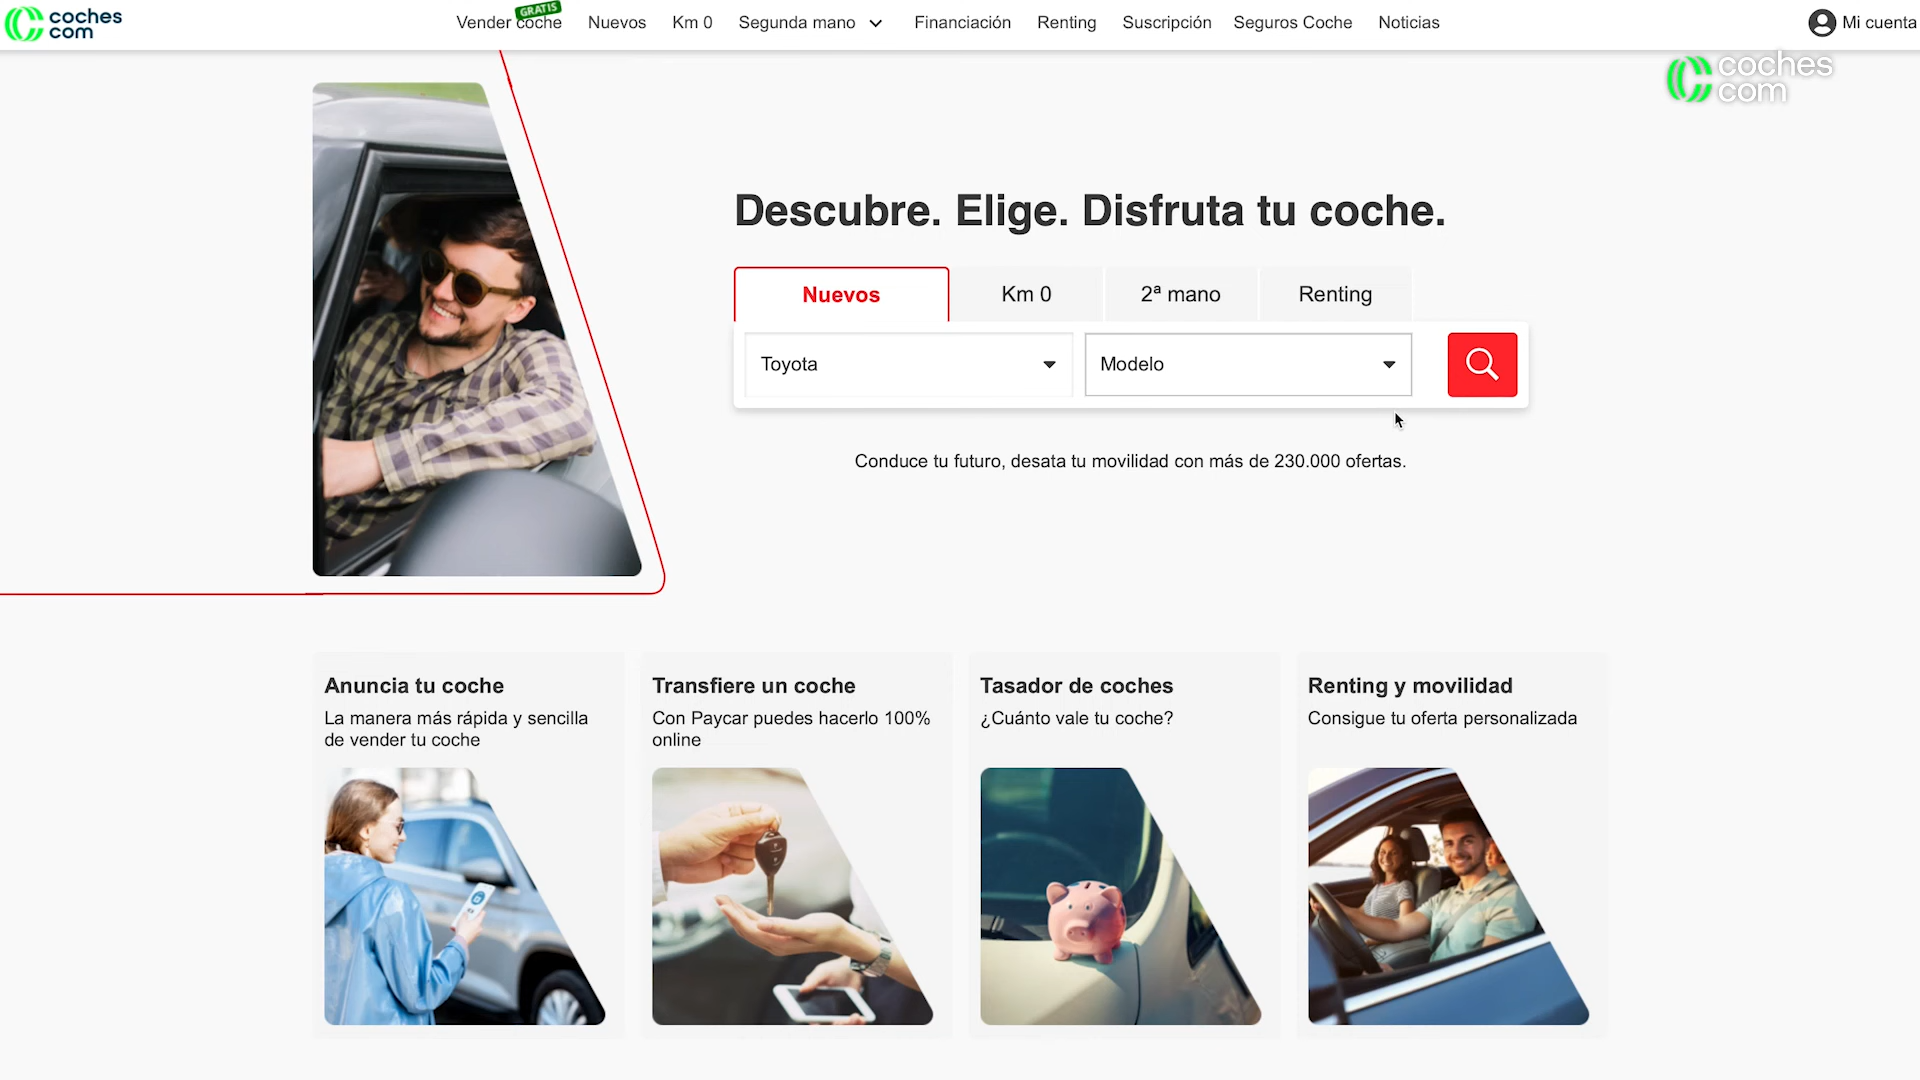 coches
com
Vender coche
GRATIS
Nuevos
Km 0
Segunda mano
Financiación
Renting
Suscripción
Seguros Coche
Noticias
Mi cuenta
coches
com
Descubre. Elige. Disfruta tu coche.
Nuevos
Km 0
2ª mano
Renting
Toyota
Modelo
Conduce tu futuro, desata tu movilidad con más de 230.000 ofertas.
Anuncia tu coche
La manera más rápida y sencilla
de vender tu coche
Transfiere un coche
Con Paycar puedes hacerlo 100%
online
Tasador de coches
¿Cuánto vale tu coche?
Renting y movilidad
Consigue tu oferta personalizada